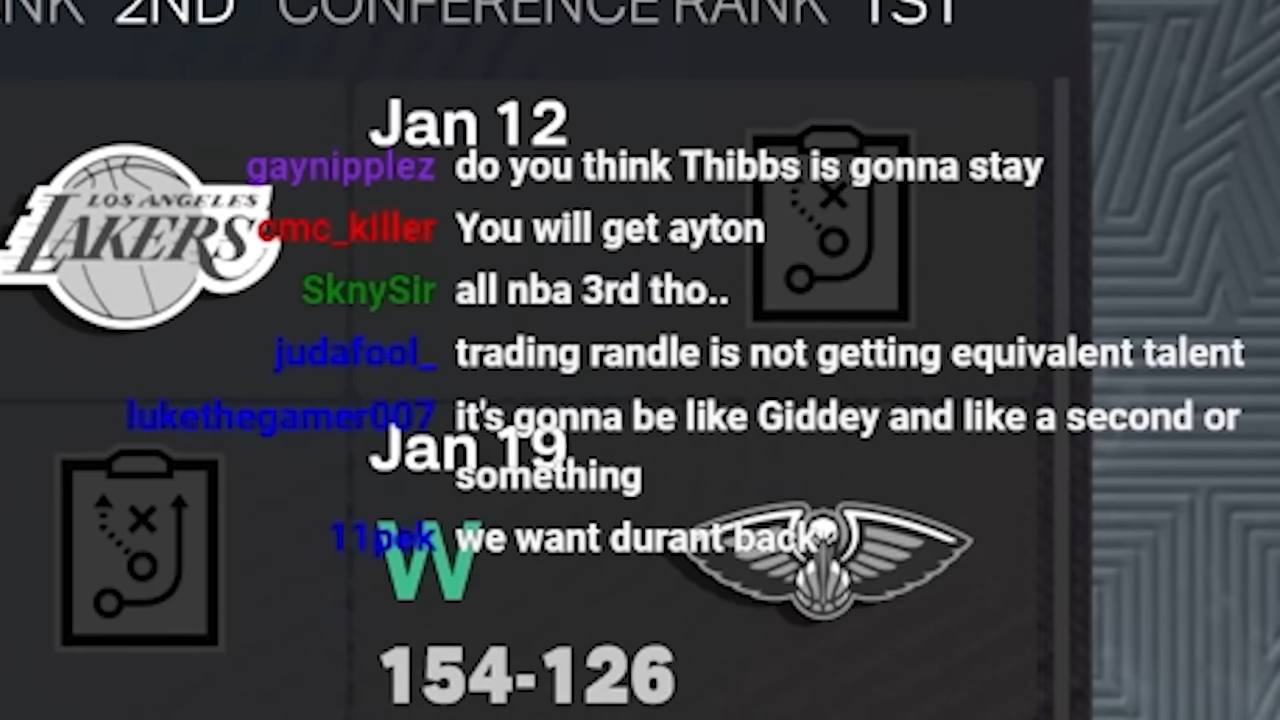 NK 2ND CONFERENCE RANK 1ST
Jan 12
LOS ANGELES
LAKERS
gaynipplez do you think Thibbs is gonna stay
cmc_killer You will get ayton
SknySir all nba 3rd tho..
judafool_ trading randle is not getting equivalent talent
lukethegamer007 it's gonna be like Giddey and like a second or
something
Jan 19
11pek we want durant back
W
154-126